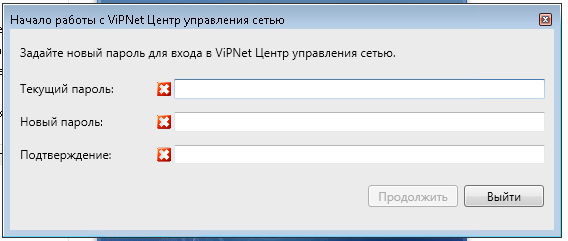 Начало работы с ViPNet Центр управления сетью
Задайте новый пароль для входа в ViPNet Центр управления сетью.
Текущий пароль:
Новый пароль:
Подтверждение:
Продолжить Выйти